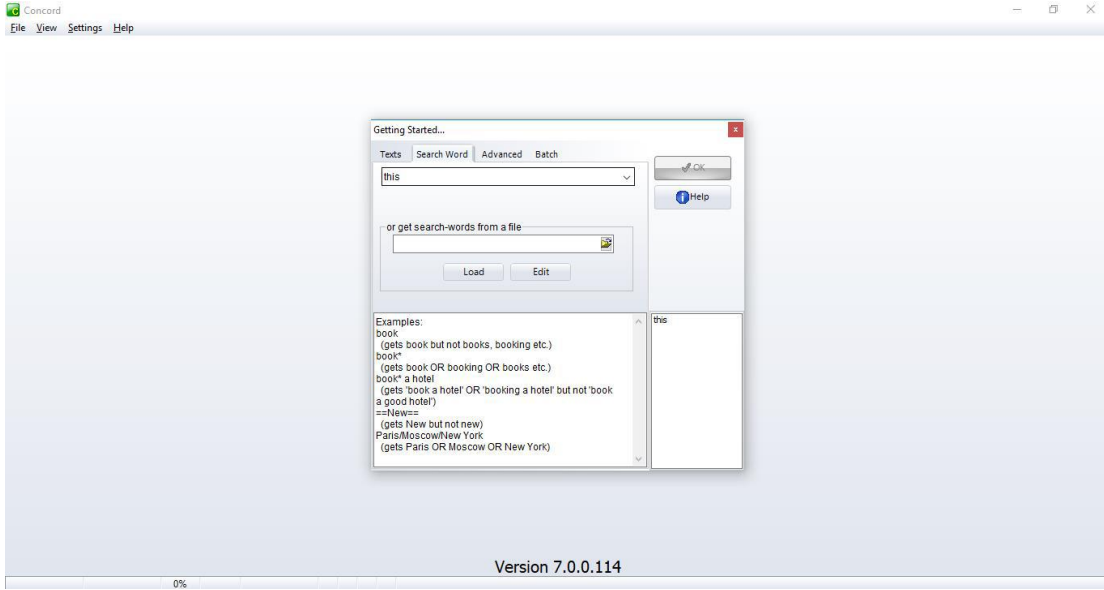 Concord
File View Settings Help
Getting Started...
Texts Search Word Advanced Batch
this
OK
Help
or get search-words from a file
Load Edit
Examples:
book
(gets book but not books, booking etc.)
book*
(gets book OR booking OR books etc.)
book* a hotel
(gets 'book a hotel' OR 'booking a hotel' but not 'book
a good hotel')
==New==
(gets New but not new)
Paris/Moscow/New York
(gets Paris OR Moscow OR New York)
this
Version 7.0.0.114
0%